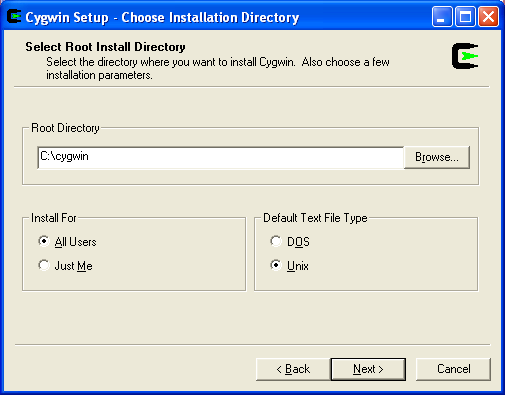 Cygwin Setup - Choose Installation Directory
Select Root Install Directory
Select the directory where you want to install Cygwin. Also choose a few
installation parameters.
Root Directory
C:\cygwin
Browse...
Install For
Default Text File Type
All Users
DOS
Just Me
Unix
< Back
Next >
Cancel